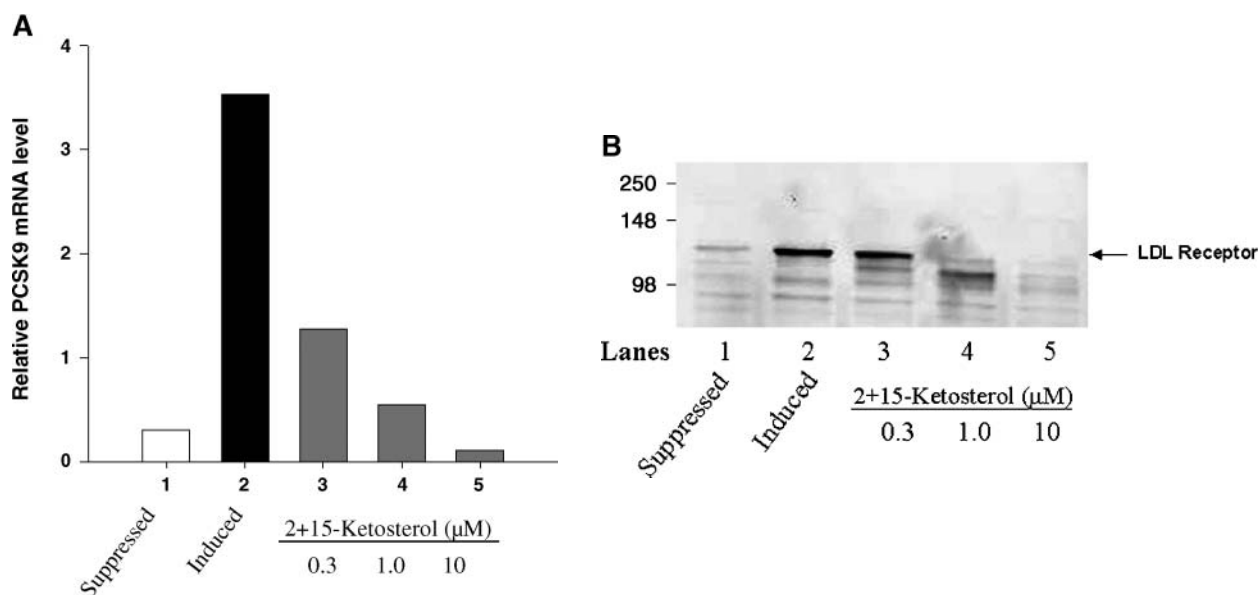 A
Relative PCSK9 mRNA level
4
3
2
1
0
1 2 3 4 5
Suppressed
Induced
2+15-Ketosterol (μM)
0.3 1.0 10
B
250
148
98
LDL Receptor
Lanes 1 2 3 4 5
Suppressed
Induced
2+15-Ketosterol (μM)
0.3 1.0 10